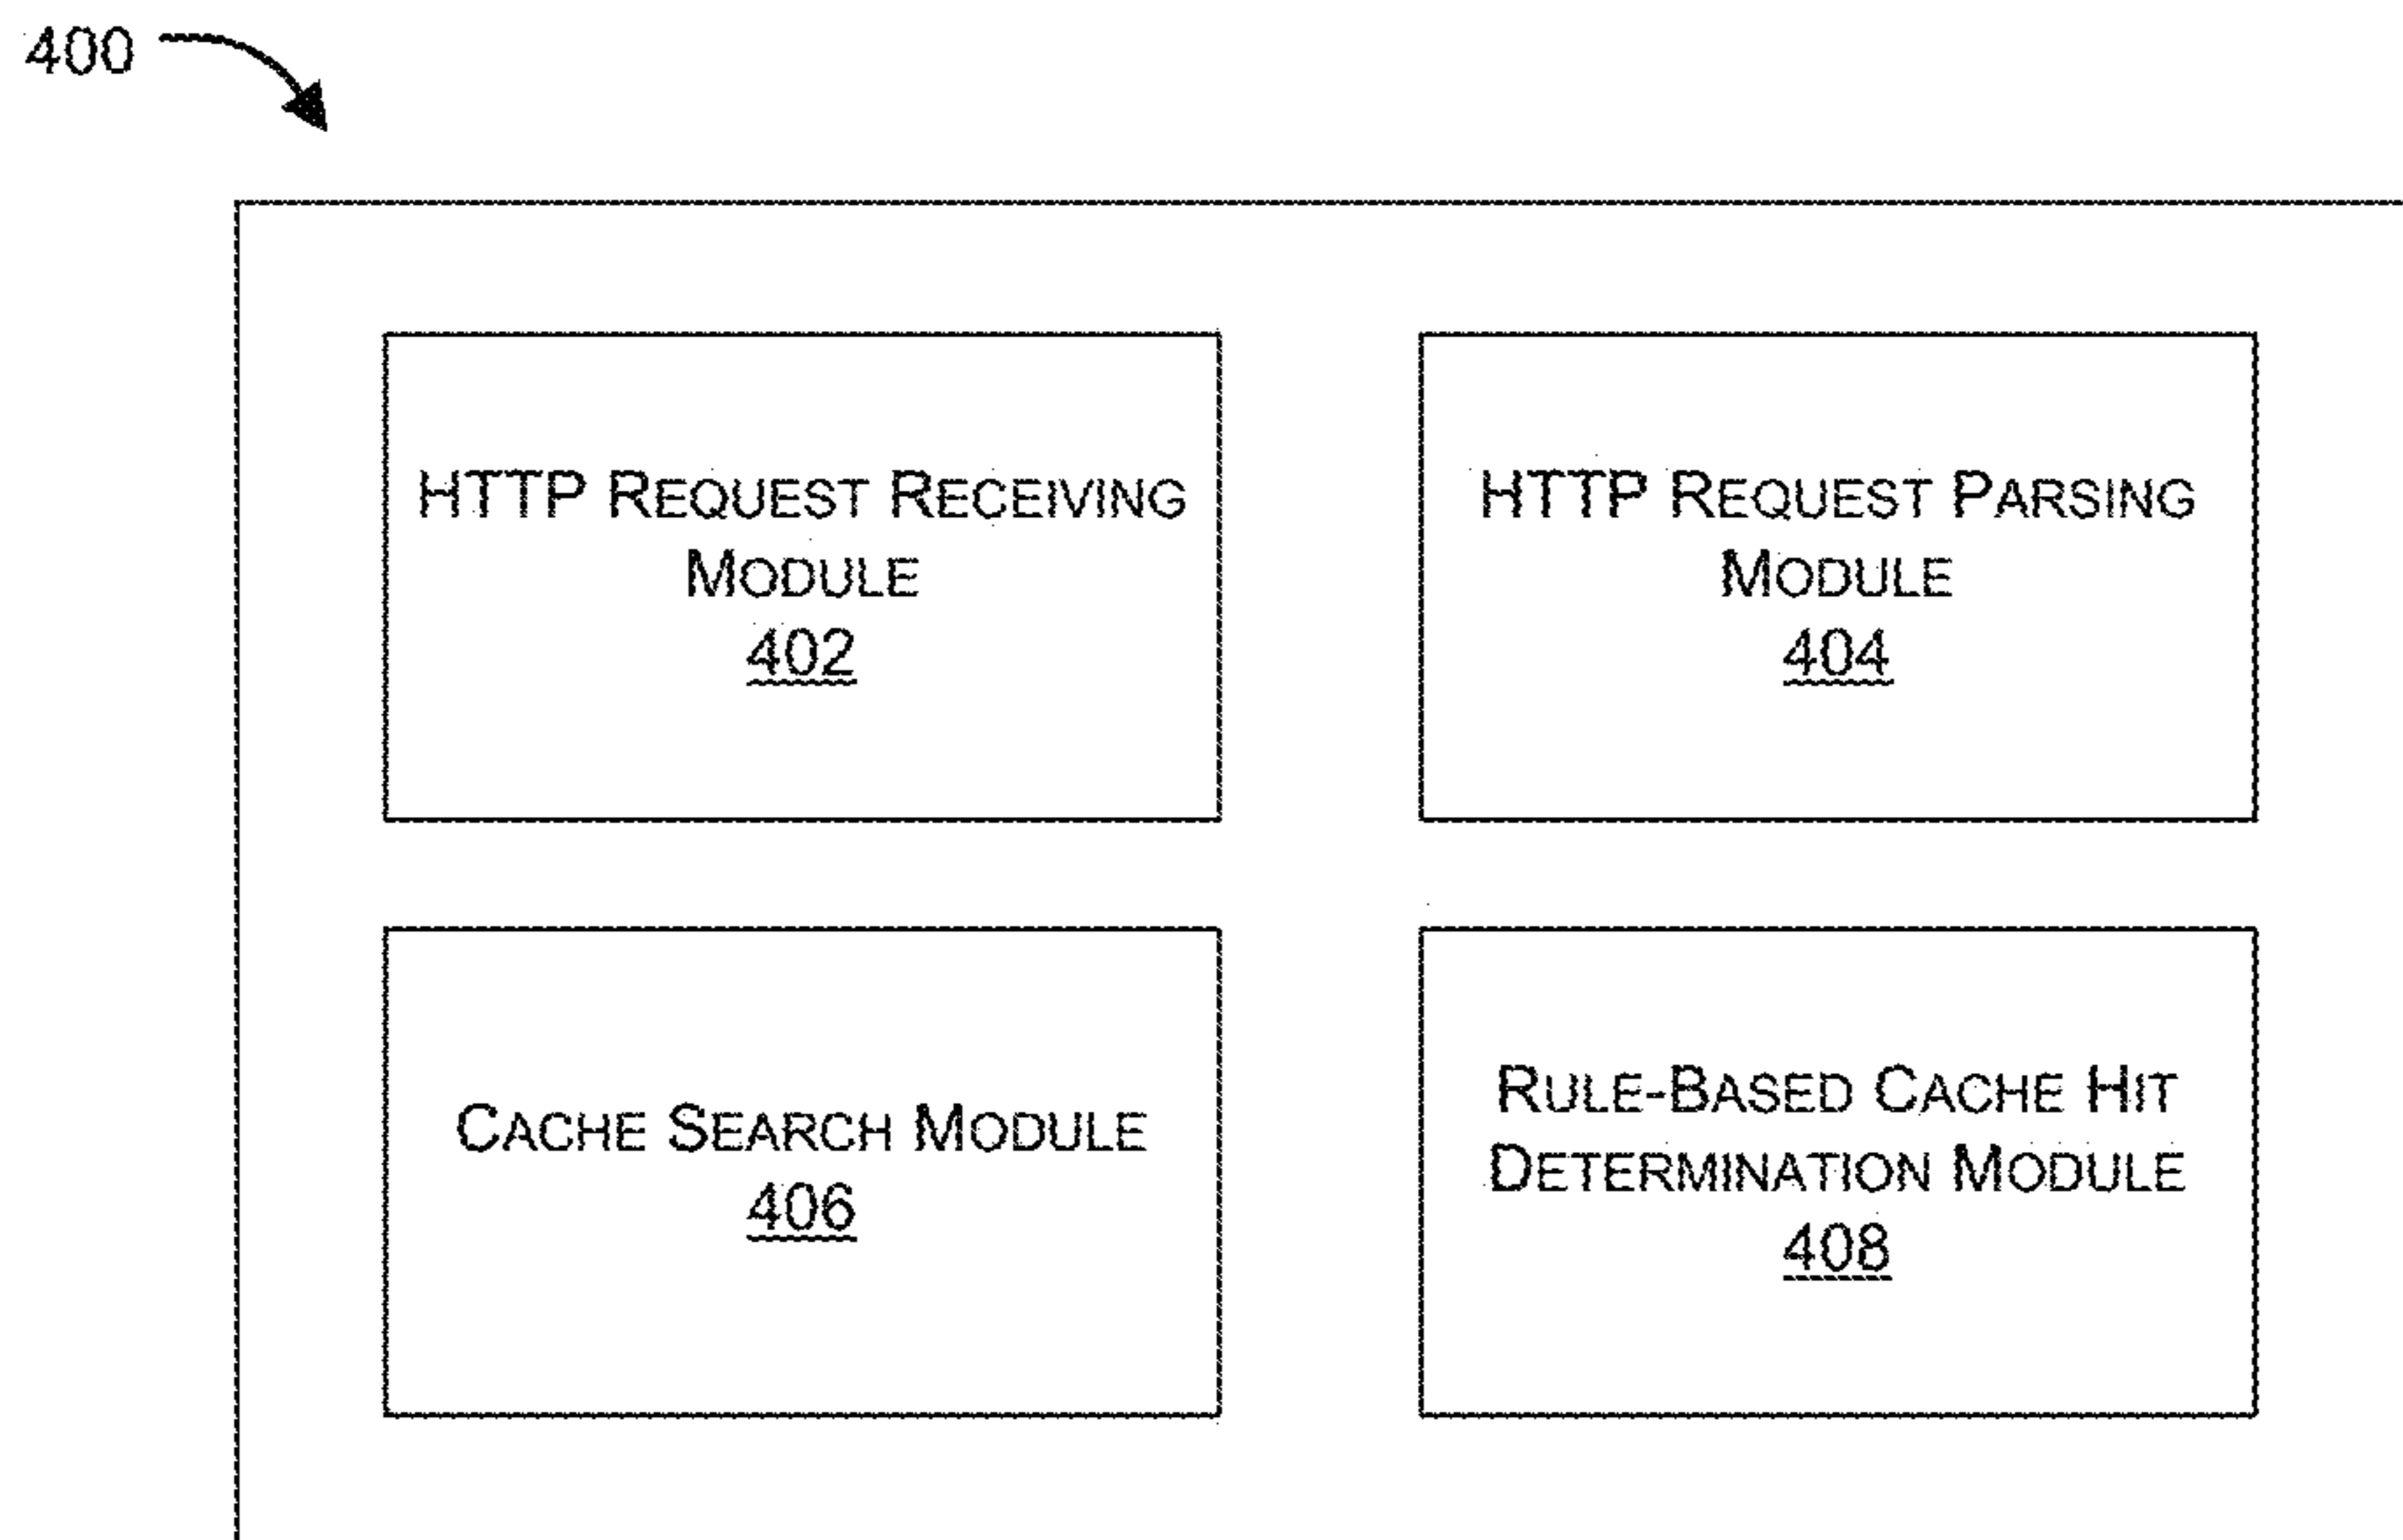 400
HTTP REQUEST RECEIVING
MODULE
402
HTTP REQUEST PARSING
MODULE
404
CACHE SEARCH MODULE
406
RULE-BASED CACHE HIT
DETERMINATION MODULE
408